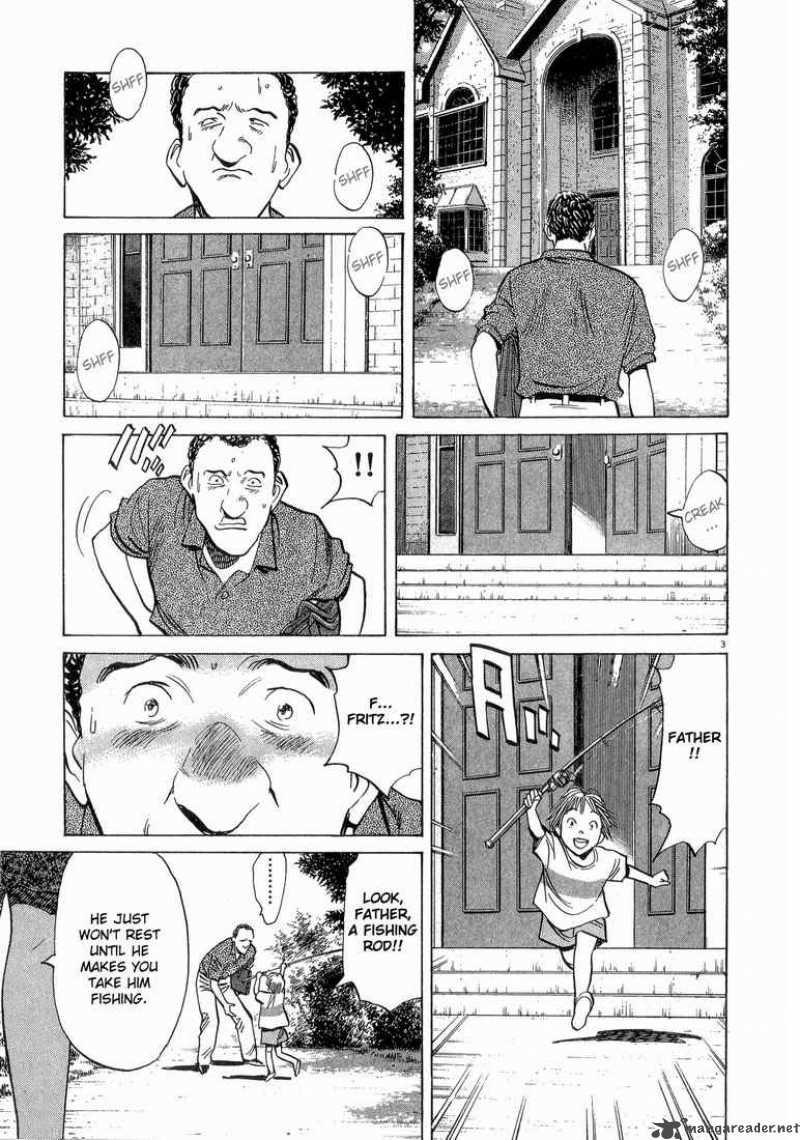 SHFF
SHFF
SHFF
SHFF
SHFF
SHFF
CREAK
...
!!
3
FATHER
!!
F...
FRITZ...?!
LOOK,
FATHER,
A FISHING
ROD!!
.........
HE JUST
WON'T REST
UNTIL HE
MAKES YOU
TAKE HIM
FISHING.
mangareader.net